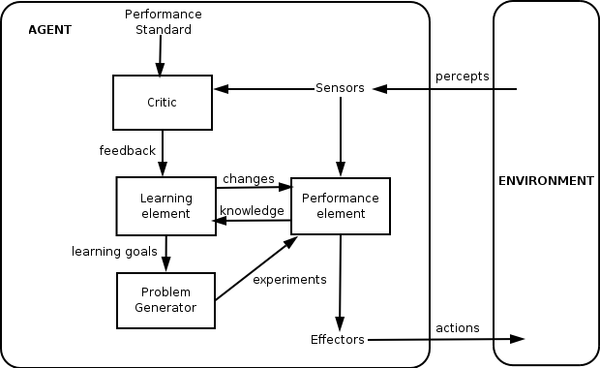 Performance
Standard
AGENT
percepts
Sensors
Critic
feedback
changes
ENVIRONMENT
Learning
element
Performance
element
knowledge
learning goals
experiments
Problem
Generator
actions
Effectors